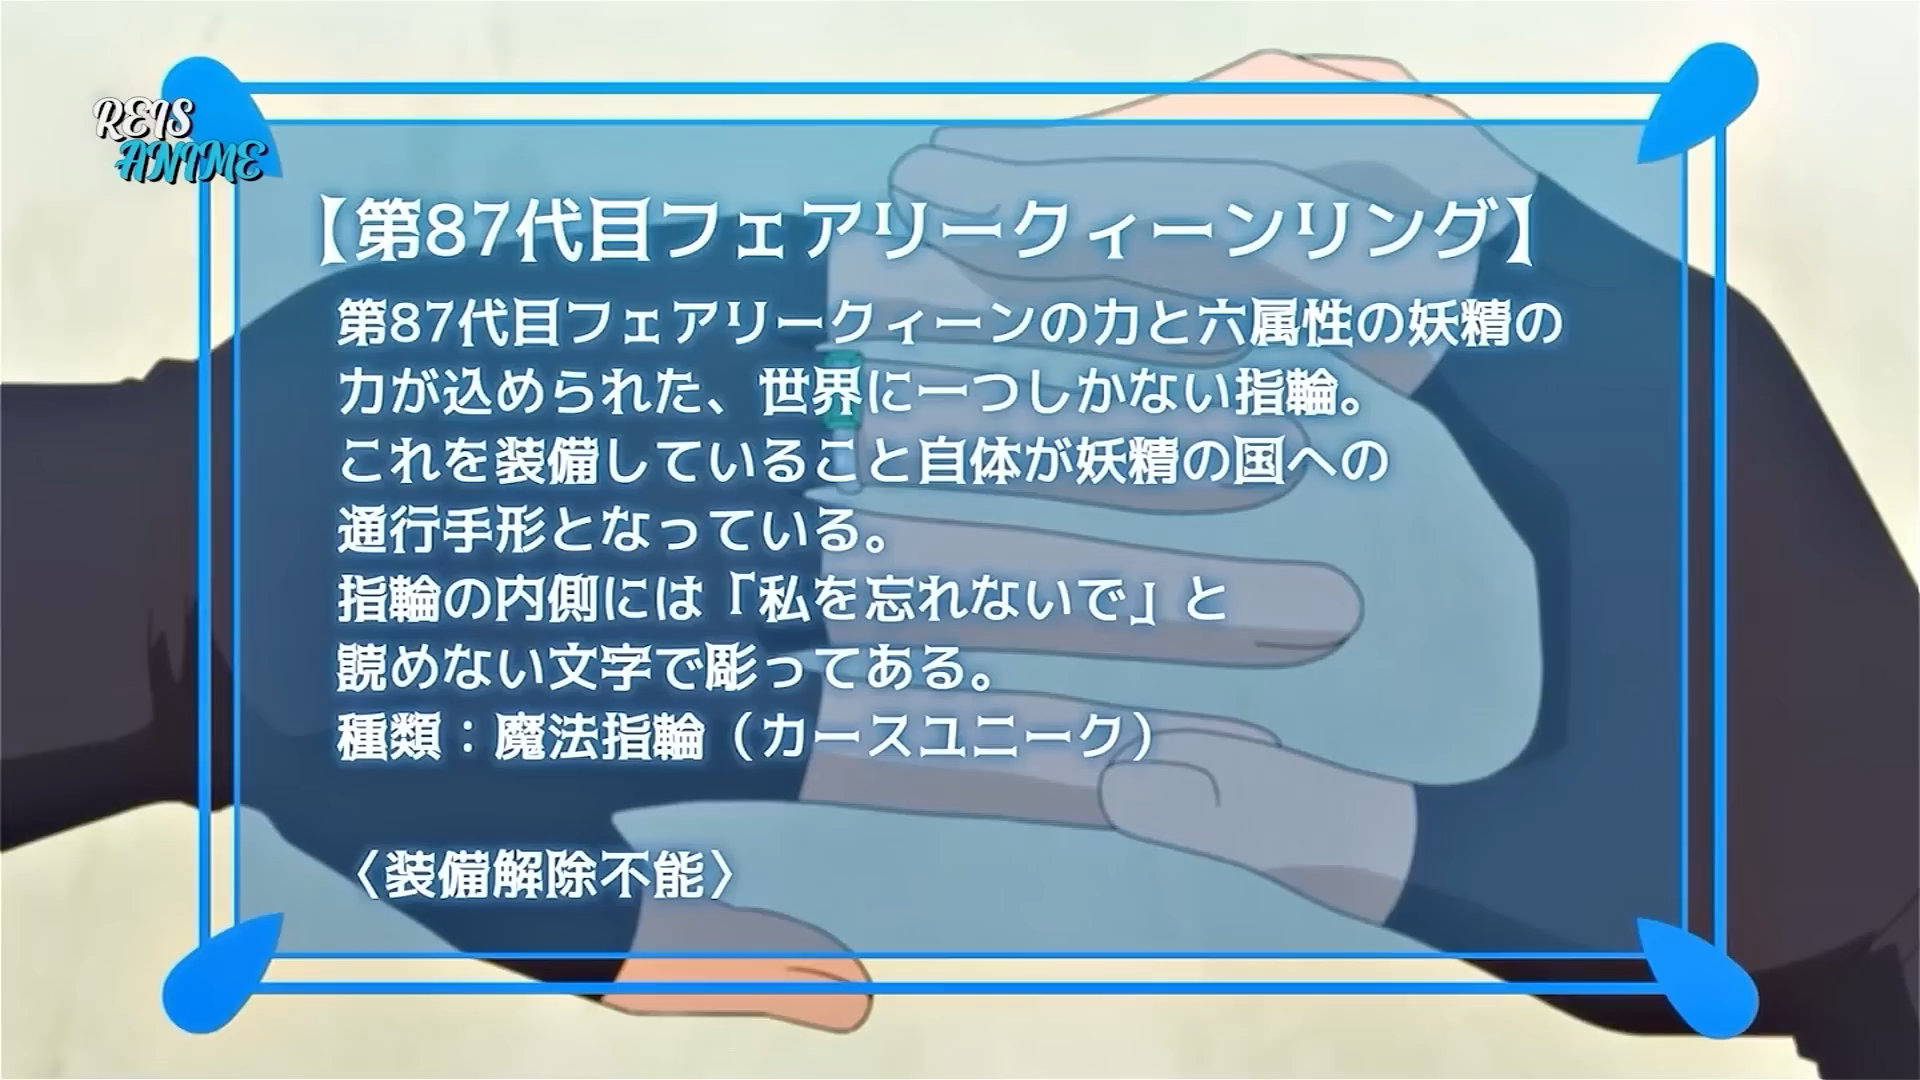 REIS
ANIME
【第87代目フェアリークィーンリング】
第87代目フェアリークィーンの力と六属性の妖精の
力が込められた、世界に一つしかない指輪。
これを装備していること自体が妖精の国への
通行手形となっている。
指輪の内側には「私を忘れないで」と
読めない文字で彫ってある。
種類：魔法指輪（カースユニーク）
〈装備解除不能〉